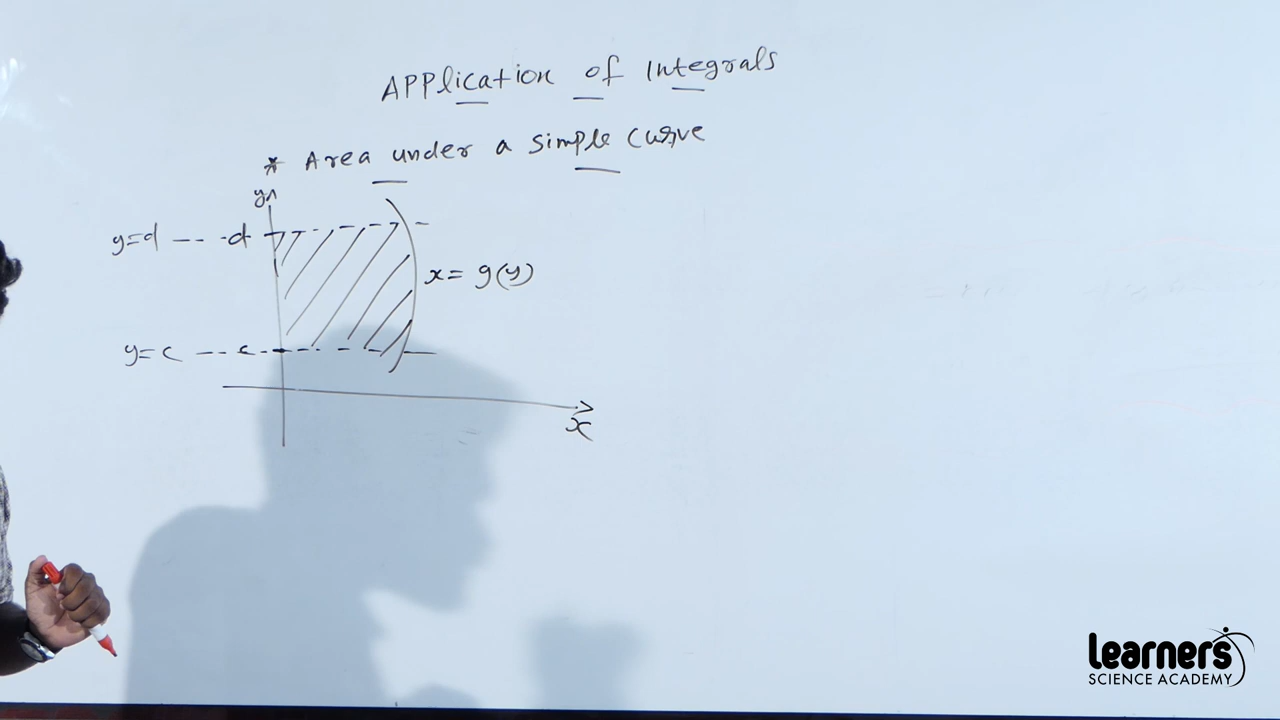 Application of Integrals
* Area under a simple curve
y
y=d -- -d
x= g(y)
y=c -- c
x
Learners
SCIENCE ACADEMY